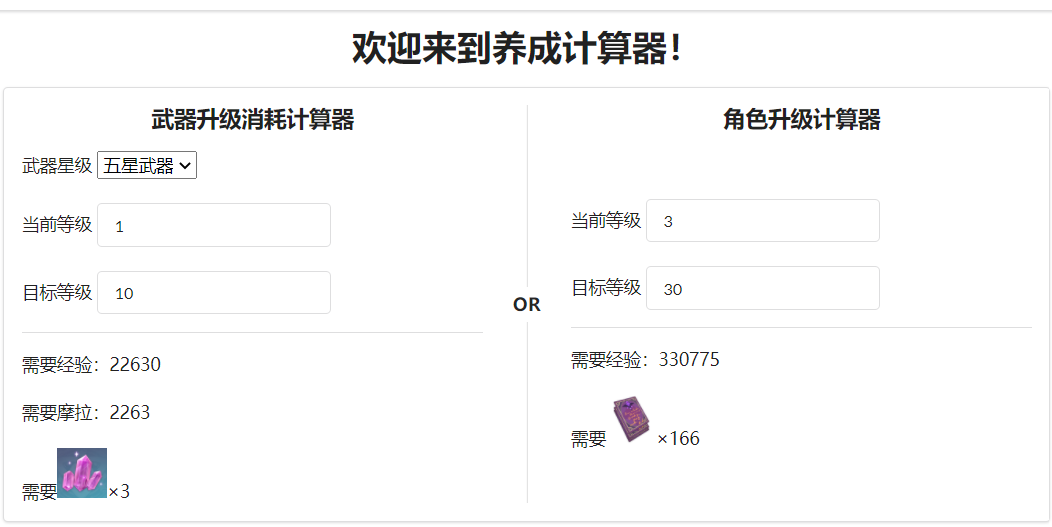 欢迎来到养成计算器！
武器升级消耗计算器
武器星级 五星武器
当前等级 1
目标等级 10
需要经验：22630
需要摩拉：2263
需要×3
OR
角色升级计算器
当前等级 3
目标等级 30
需要经验：330775
需要 ×166